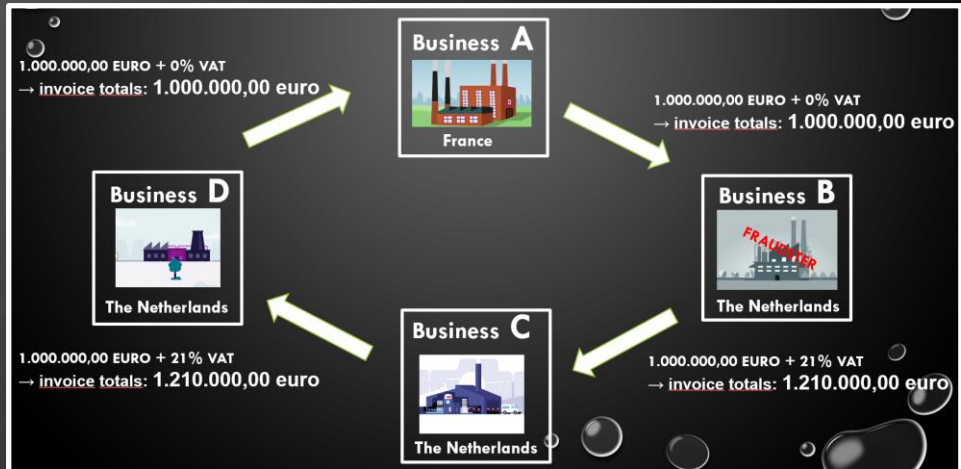 Business A
France
1.000.000,00 EURO + 0% VAT
→ invoice totals: 1.000.000,00 euro
1.000.000,00 EURO + 0% VAT
→ invoice totals: 1.000.000,00 euro
Business D
The Netherlands
Business B
FRAUDSTER
The Netherlands
Business C
The Netherlands
1.000.000,00 EURO + 21% VAT
→ invoice totals: 1.210.000,00 euro
1.000.000,00 EURO + 21% VAT
→ invoice totals: 1.210.000,00 euro